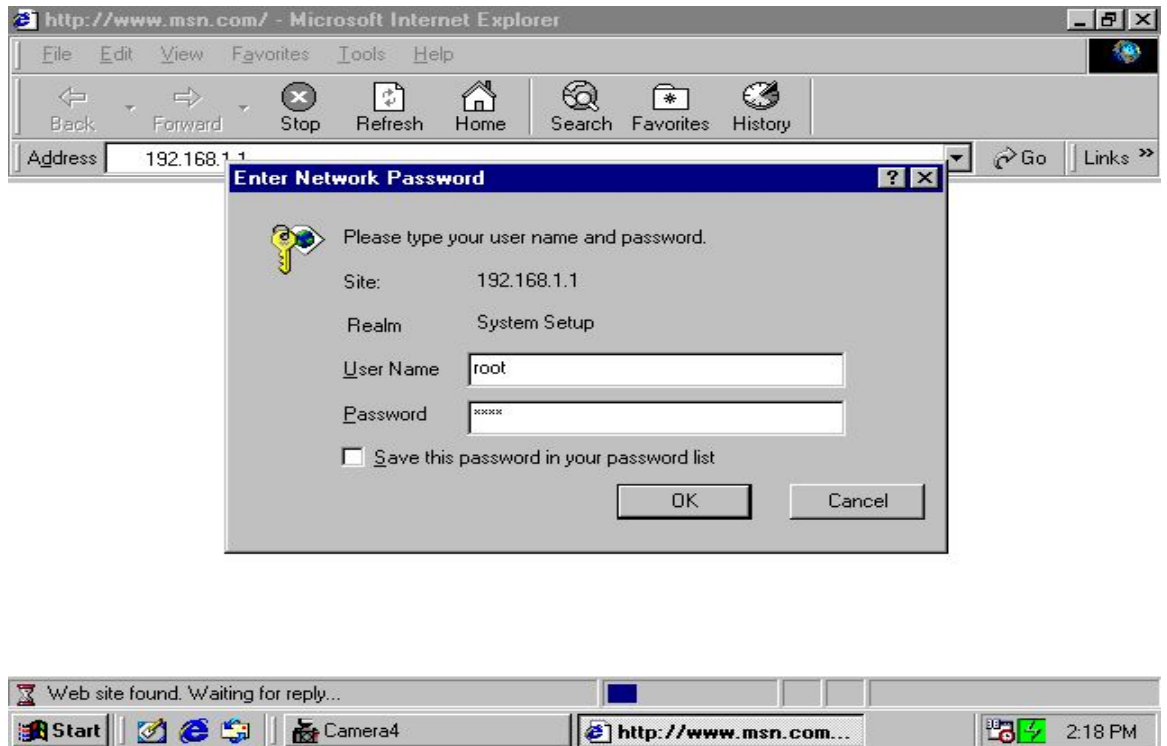 http://www.msn.com/ - Microsoft Internet Explorer
File Edit View Favorites Tools Help
Back Forward Stop Refresh Home Search Favorites History
Address 192.168.1.1 Go Links »
Enter Network Password
Please type your user name and password.
Site: 192.168.1.1
Realm System Setup
User Name root
Password ××××
Save this password in your password list
OK Cancel
Web site found. Waiting for reply...
Start Camera4 http://www.msn.com... 2:18 PM